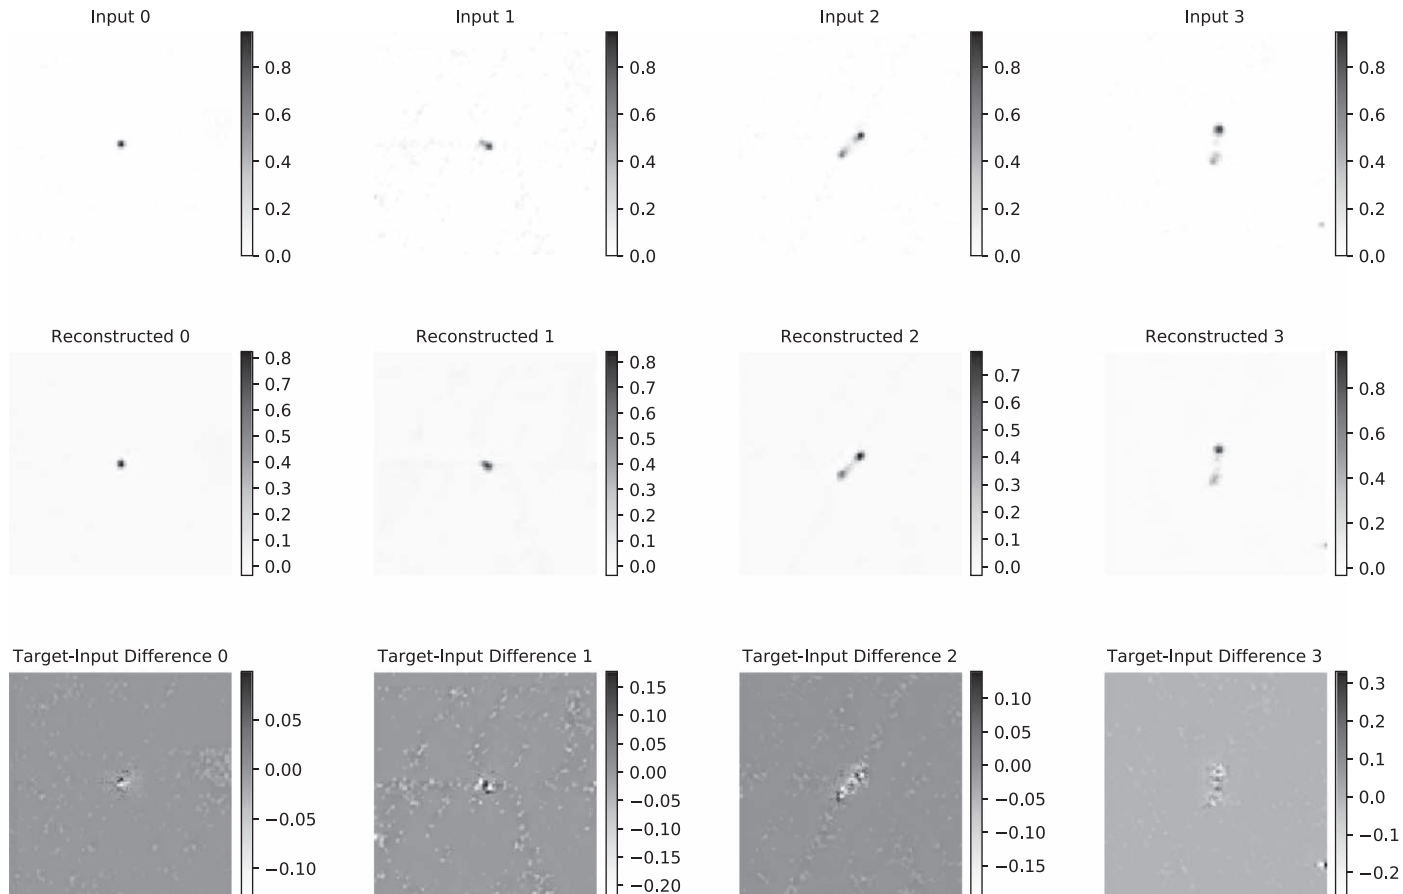 Input 0 Input 1 Input 2 Input 3
0.8 0.8 0.8 0.8
0.6 0.6 0.6 0.6
0.4 0.4 0.4 0.4
0.2 0.2 0.2 0.2
0.0 0.0 0.0 0.0
Reconstructed 0 Reconstructed 1 Reconstructed 2 Reconstructed 3
0.8 0.8 0.7 0.8
0.7 0.7 0.6 0.6
0.6 0.6 0.5 0.4
0.5 0.5 0.4 0.2
0.4 0.4 0.3 0.0
0.3 0.3 0.2
0.2 0.2 0.1
0.1 0.1 0.0
0.0 0.0
Target-Input Difference 0 Target-Input Difference 1 Target-Input Difference 2 Target-Input Difference 3
0.05 0.15 0.10 0.3
0.00 0.10 0.05 0.2
−0.05 0.05 0.00 0.1
−0.10 0.00 −0.05 0.0
−0.05 −0.10 −0.1
−0.10 −0.15 −0.2
−0.15
−0.20